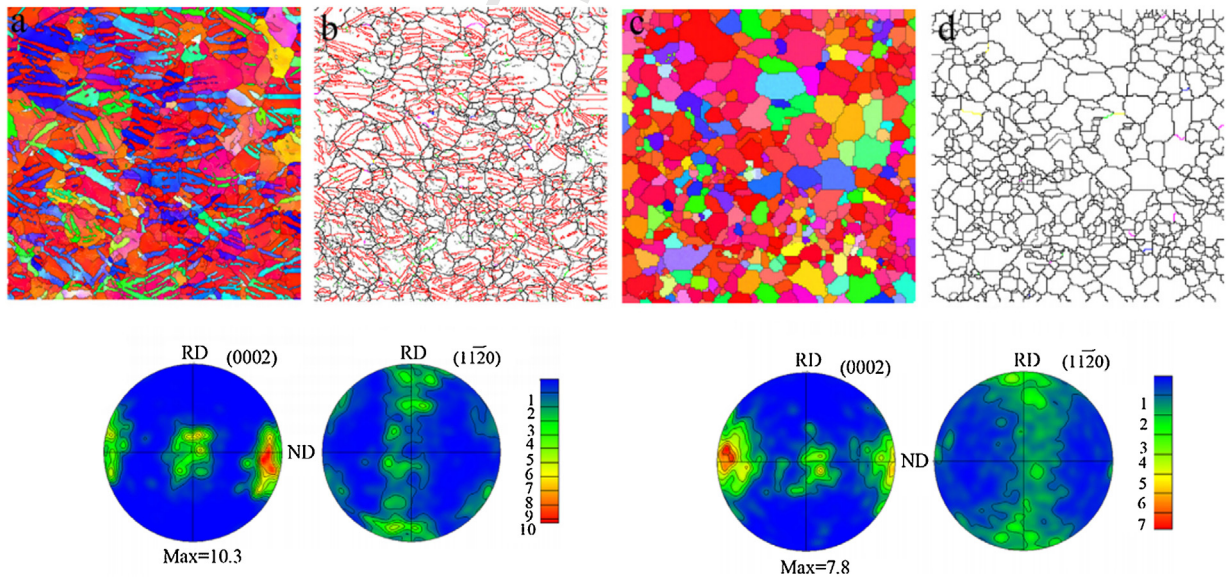 a b c d
RD (0002) RD (11\overline{2}0) RD (0002) RD (11\overline{2}0)
ND ND
1 2 3 4 5 6 7 8 9 10
1 2 3 4 5 6 7
Max=10.3 Max=7.8